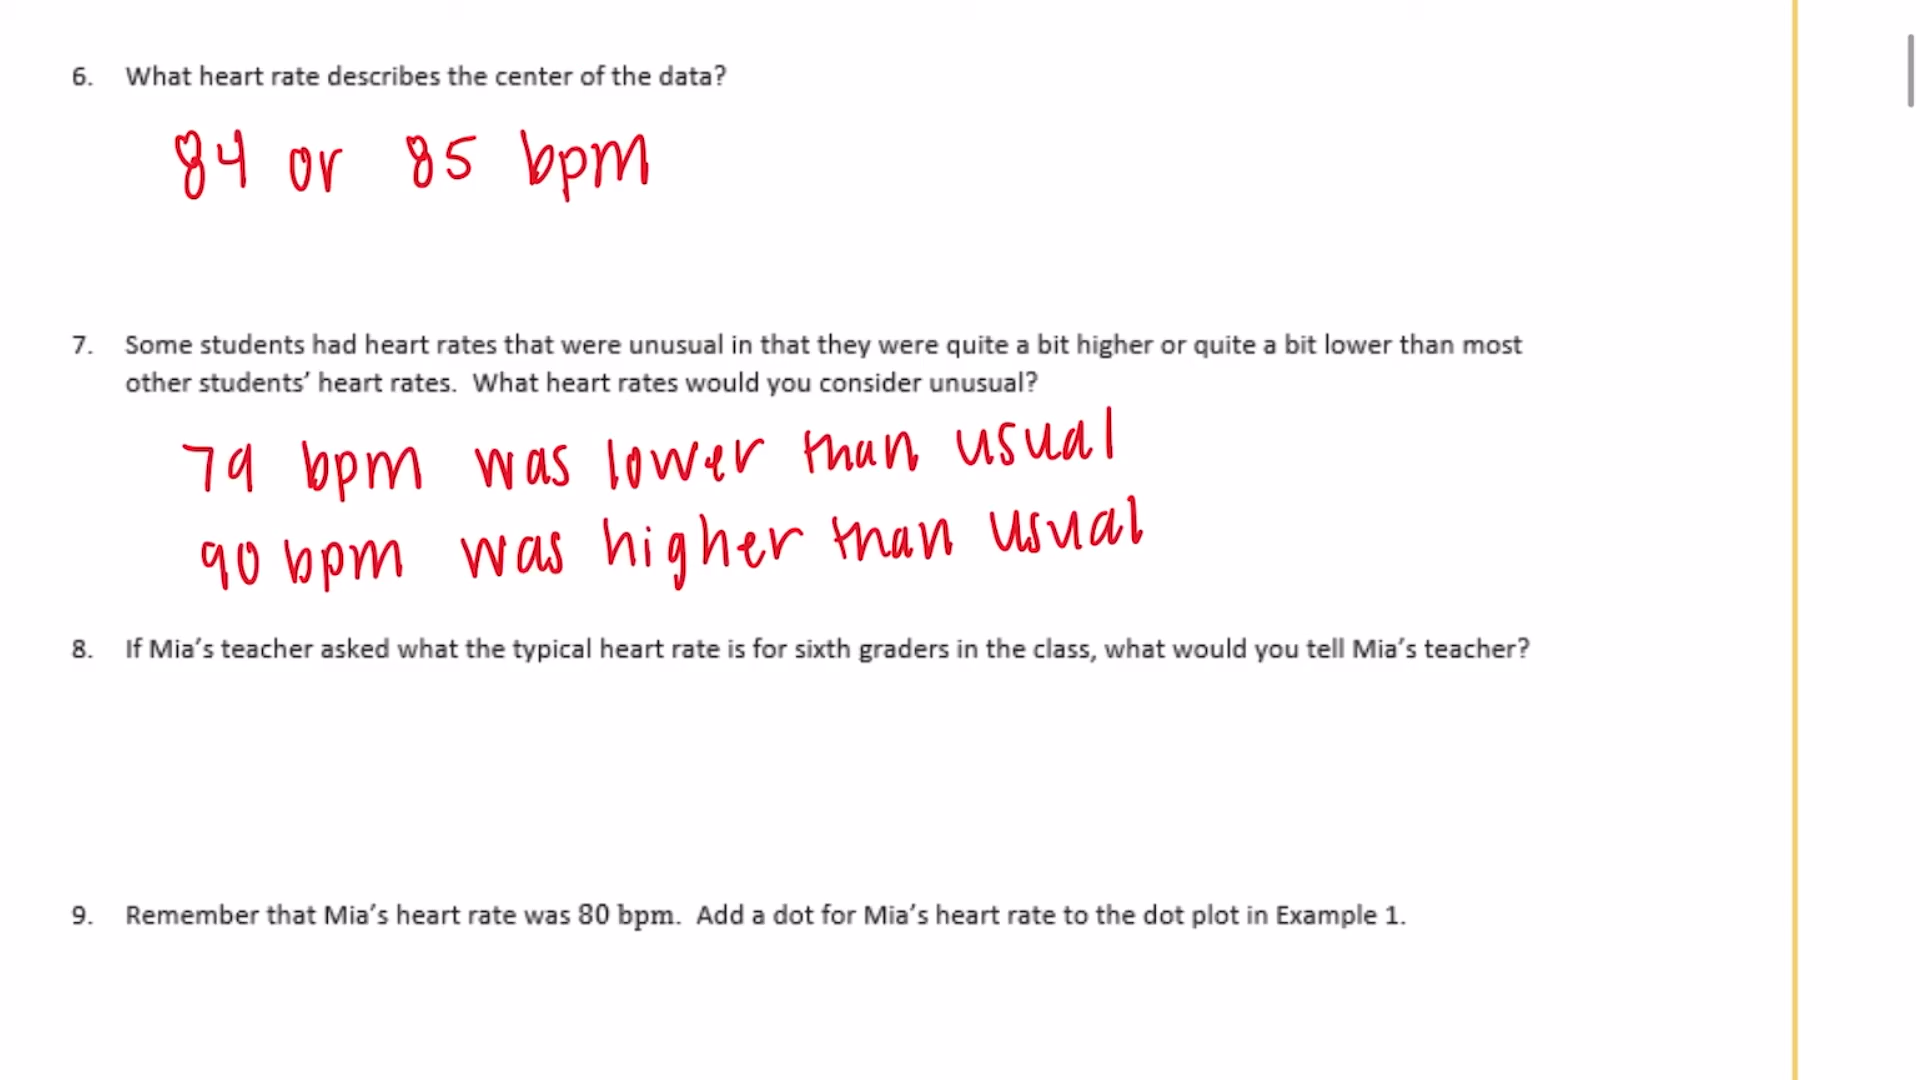 6. What heart rate describes the center of the data?
84 or 85 bpm
7. Some students had heart rates that were unusual in that they were quite a bit higher or quite a bit lower than most
other students’ heart rates. What heart rates would you consider unusual?
79 bpm was lower than usual
90 bpm was higher than usual
8. If Mia’s teacher asked what the typical heart rate is for sixth graders in the class, what would you tell Mia’s teacher?
9. Remember that Mia’s heart rate was 80 bpm. Add a dot for Mia’s heart rate to the dot plot in Example 1.